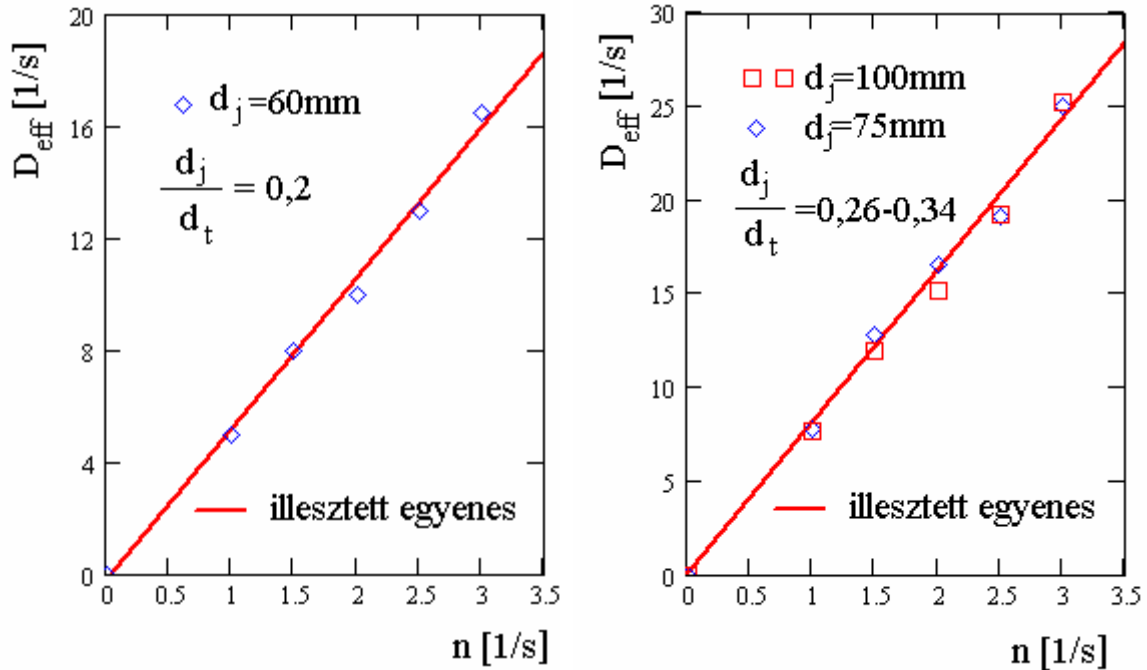 D_eff [1/s]
20
16
12
8
4
0
d_j=60mm
d_j/d_t = 0,2
illesztett egyenes
0 0.5 1 1.5 2 2.5 3 3.5
n [1/s]
D_eff [1/s]
30
25
20
15
10
5
0
d_j=100mm
d_j=75mm
d_j/d_t =0,26-0,34
illesztett egyenes
0 0.5 1 1.5 2 2.5 3 3.5
n [1/s]